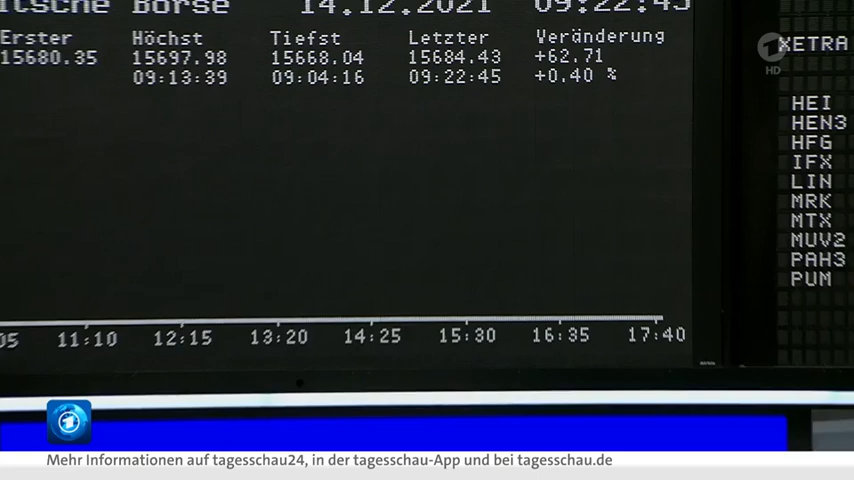 Börse 14.12.2021 09:22:45
Erster Höchst Tiefst Letzter Veränderung
15680.35 15697.98 15668.04 15684.43 +62.71
09:13:39 09:04:16 09:22:45 +0.40 %
XETRA
HD
HEI
HEN3
HFG
IFX
LIN
MRK
MTX
MUV2
PAH3
PUM
11:10 12:15 13:20 14:25 15:30 16:35 17:40
Mehr Informationen auf tagesschau24, in der tagesschau-App und bei tagesschau.de